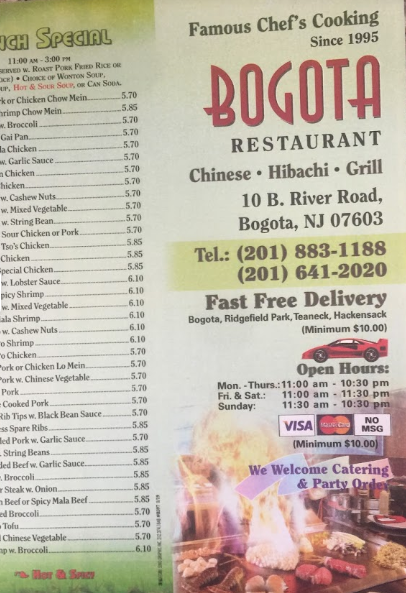 NCH SPECIAL
11:00 AM - 3:00 PM
SERVED W. ROAST PORK FRIED RICE OR
• CHOICE OF WONTON SOUP,
HOT & SOUR SOUP, OR CAN SODA.
rk or Chicken Chow Mein 5.70
hrimp Chow Mein 5.85
w. Broccoli 5.70
Gai Pan 5.70
la Chicken 5.70
w. Garlic Sauce 5.70
n Chicken 5.70
hicken 5.70
w. Cashew Nuts 5.70
w. Mixed Vegetable 5.70
w. String Bean 5.70
Sour Chicken or Pork 5.70
Tso's Chicken 5.85
Chicken 5.85
Special Chicken 5.85
w. Lobster Sauce 6.10
picy Shrimp 6.10
w. Mixed Vegetable 6.10
ala Shrimp 6.10
w. Cashew Nuts 6.10
o Shrimp 6.10
o Chicken 5.70
Pork or Chicken Lo Mein 5.70
Pork w. Chinese Vegetable 5.70
Pork 5.70
Cooked Pork 5.70
Rib Tips w. Black Bean Sauce 5.70
ess Spare Ribs 5.85
ded Pork w. Garlic Sauce 5.70
. String Beans 5.85
ded Beef w. Garlic Sauce 5.85
. Broccoli 5.85
r Steak w. Onion 5.85
n Beef or Spicy Mala Beef 5.85
ed Broccoli 5.70
o Tofu 5.70
d Chinese Vegetable 5.70
mp w. Broccoli 6.10
HOT & SPICY
Famous Chef's Cooking
Since 1995
BOGOTA
RESTAURANT
Chinese • Hibachi • Grill
10 B. River Road,
Bogota, NJ 07603
Tel.: (201) 883-1188
(201) 641-2020
Fast Free Delivery
Bogota, Ridgefield Park, Teaneck, Hackensack
(Minimum $10.00)
Open Hours:
Mon. -Thurs.: 11:00 am - 10:30 pm
Fri. & Sat.: 11:00 am - 11:30 pm
Sunday: 11:30 am - 10:30 pm
VISA MasterCard NO MSG
(Minimum $10.00)
We Welcome Catering
& Party Order